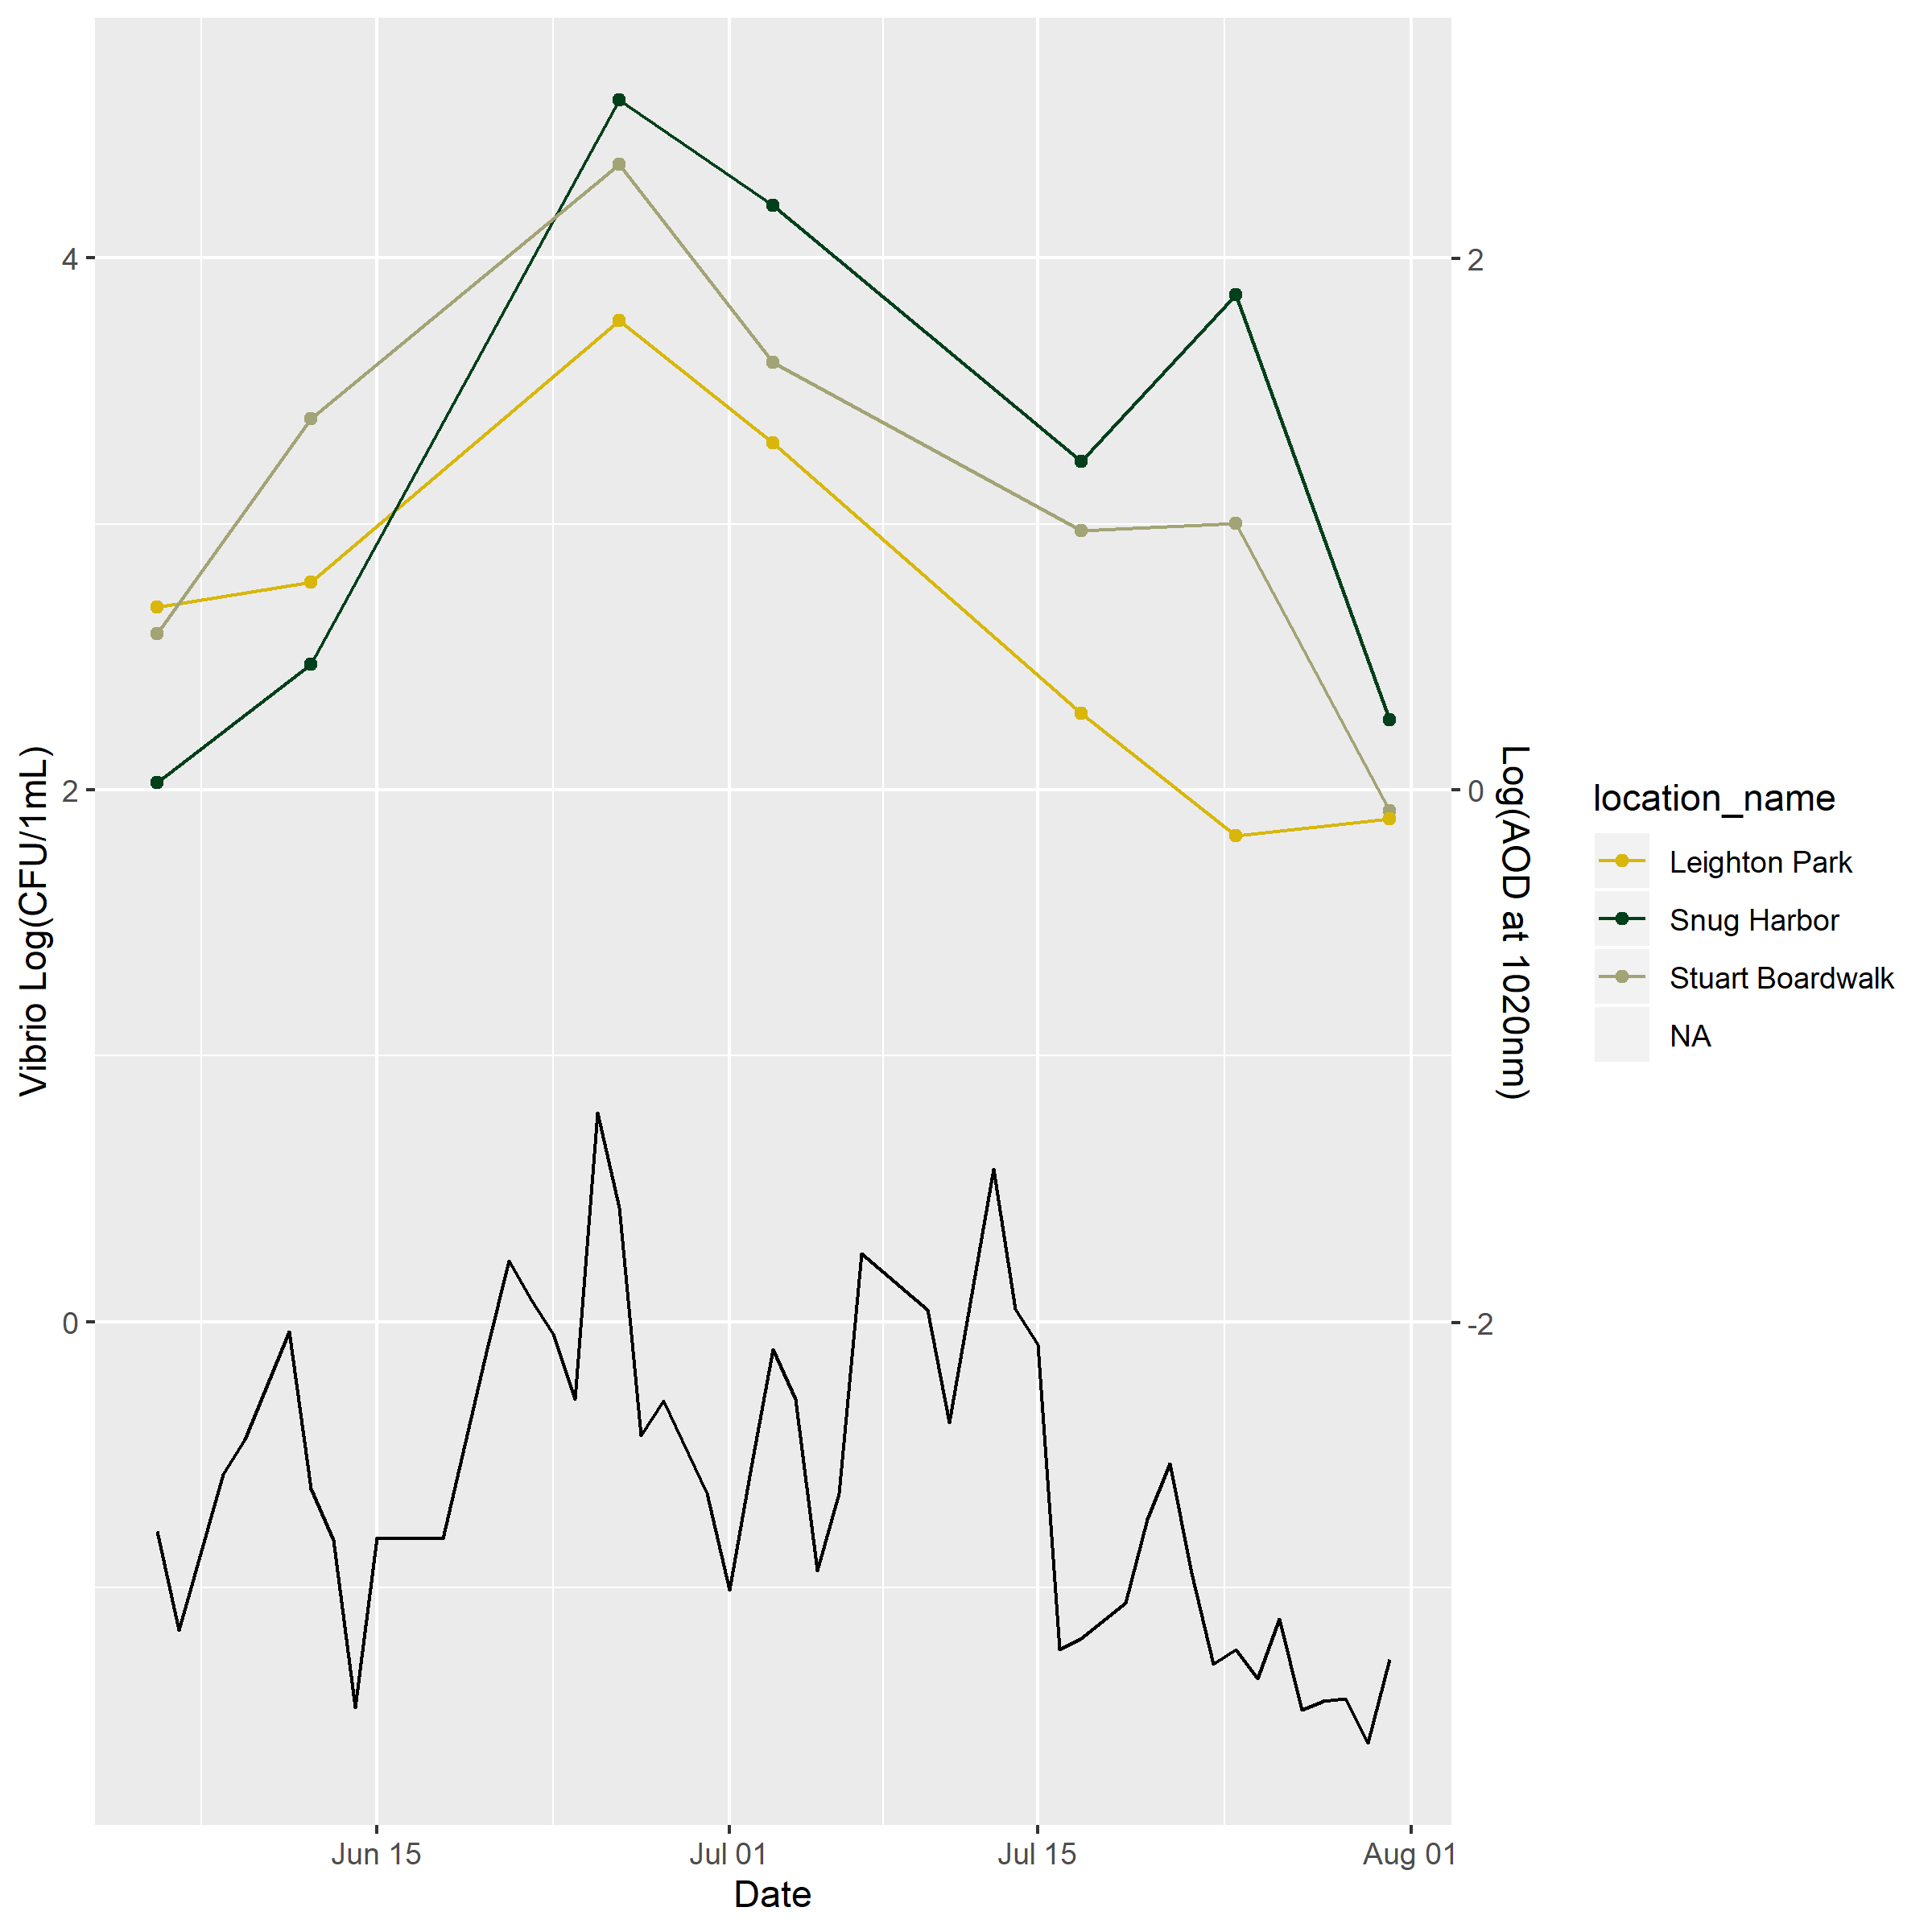 Vibrio Log(CFU/1mL)
4
2
0
2
0
-2
Log(AOD at 1020nm)
Jun 15
Jul 01
Jul 15
Aug 01
Date
location_name
Leighton Park
Snug Harbor
Stuart Boardwalk
NA